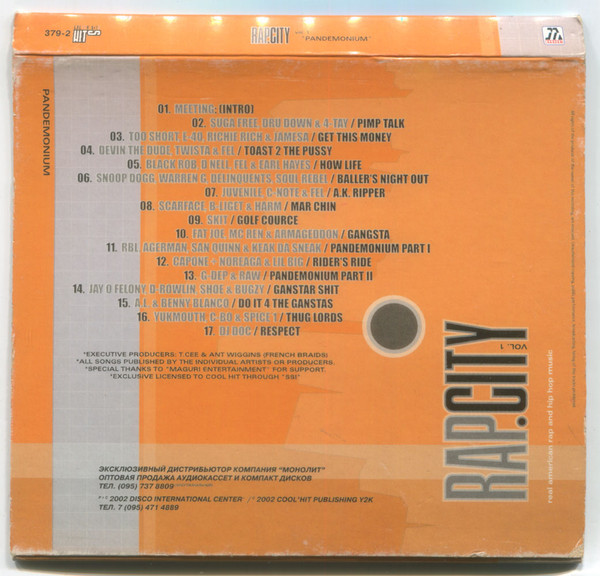 379-2 HITS
RAP.CITY "PANDEMONIUM"
PANDEMONIUM
01. MEETING: (INTRO)
02. SUGA FREE, DRU DOWN & 4-TAY / PIMP TALK
03. TOO SHORT, E-40, RICHIE RICH & JAMESA / GET THIS MONEY
04. DEVIN THE DUDE, TWISTA & FEL / TOAST 2 THE PUSSY
05. BLACK ROB, D NELL, FEL & EARL HAYES / HOW LIFE
06. SNOOP DOGG, WARREN G, DELINQUENTS, SOUL REBEL / BALLER'S NIGHT OUT
07. JUVENILE, C-NOTE & FEL / A.K. RIPPER
08. SCARFACE, B. LIGET & HARM / MAR CHIN
09. SKIT / GOLF COURCE
10. FAT JOE, MC REN & ARMAGEDDON / GANGSTA
11. RBL, AGERMAN, SAN QUINN & KEAK DA SNEAK / PANDEMONIUM PART I
12. CAPONE - NOREAGA & LIL BIG / RIDER'S RIDE
13. G-DEP & RAW / PANDEMONIUM PART II
14. JAY O FELONY, D. ROWLIN, SHOE & BUGZY / GANSTAR SHIT
15. A.L. & BENNY BLANCO / DO IT 4 THE GANSTAS
16. YUKMOUTH, C-BO & SPICE 1 / THUG LORDS
17. DJ DOC / RESPECT
*EXECUTIVE PRODUCERS: T.CEE & ANT WIGGINS (FRENCH BRAIDS)
*ALL SONGS PUBLISHED BY THE INDIVIDUAL ARTISTS OR PRODUCERS.
*SPECIAL THANKS TO "MAGURI ENTERTAINMENT" FOR SUPPORT.
*EXCLUSIVE LICENSED TO COOL HIT THROUGH "SSI"
RAP.CITY
VOL. 1
real american rap and hip hop music
ЭКСКЛЮЗИВНЫЙ ДИСТРИБЬЮТОР КОМПАНИЯ "МОНОЛИТ"
ОПТОВАЯ ПРОДАЖА АУДИОКАССЕТ И КОМПАКТ ДИСКОВ
ТЕЛ. (095) 737 8809
2002 DISCO INTERNATIONAL CENTER / 2002 COOL'HIT PUBLISHING Y2K
ТЕЛ. 7 (095) 471 4889